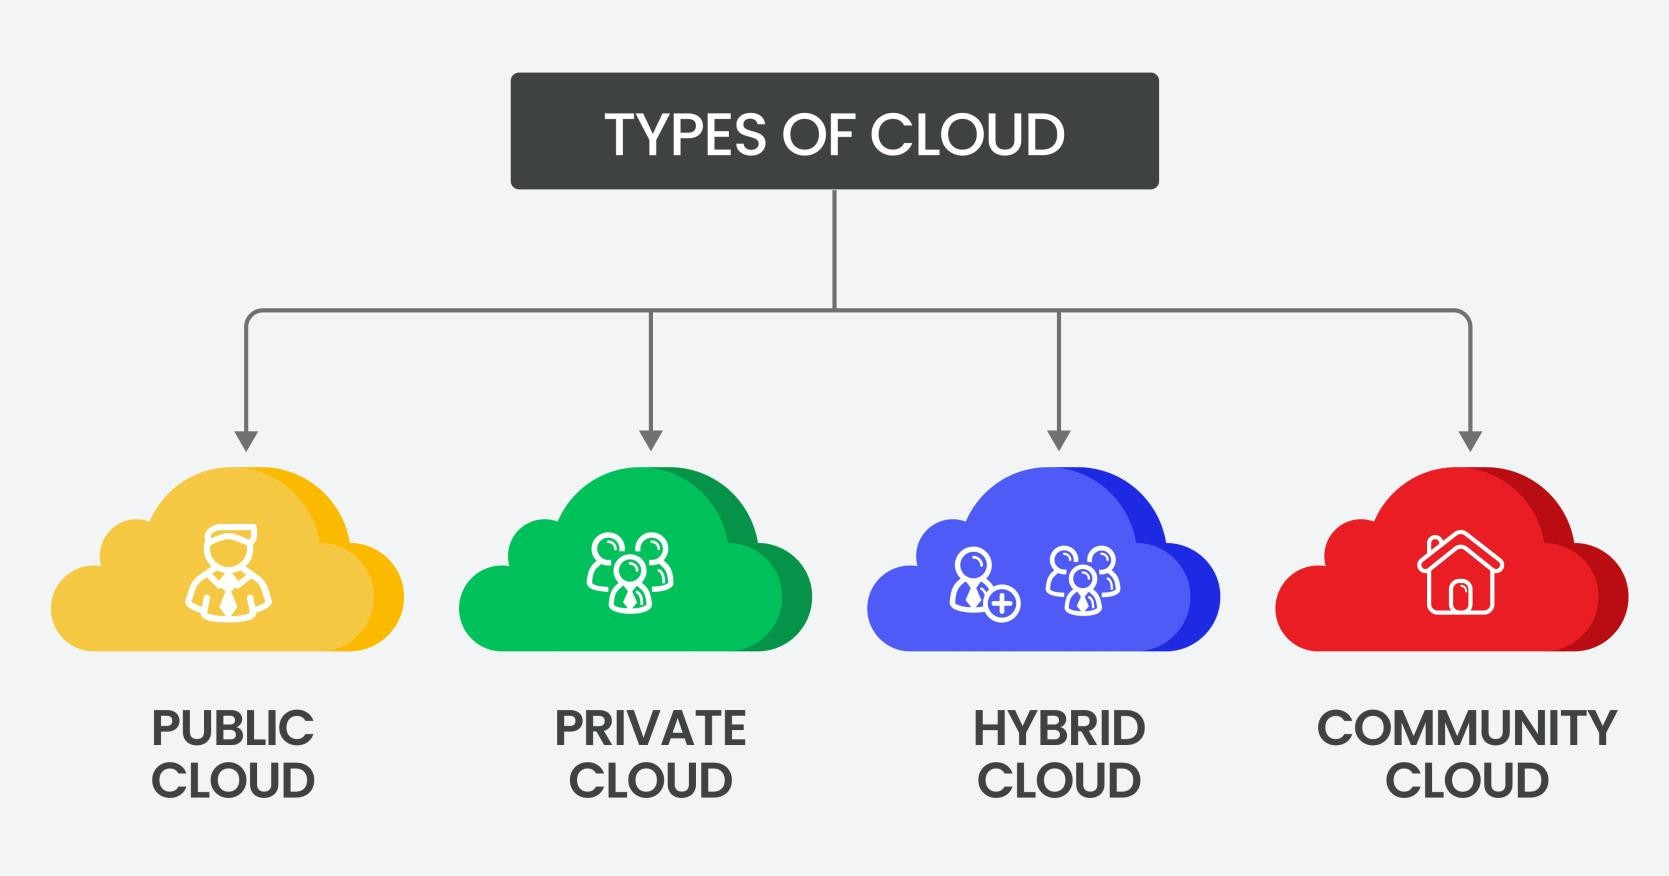 TYPES OF CLOUD
PUBLIC
CLOUD
PRIVATE
CLOUD
HYBRID
CLOUD
COMMUNITY
CLOUD